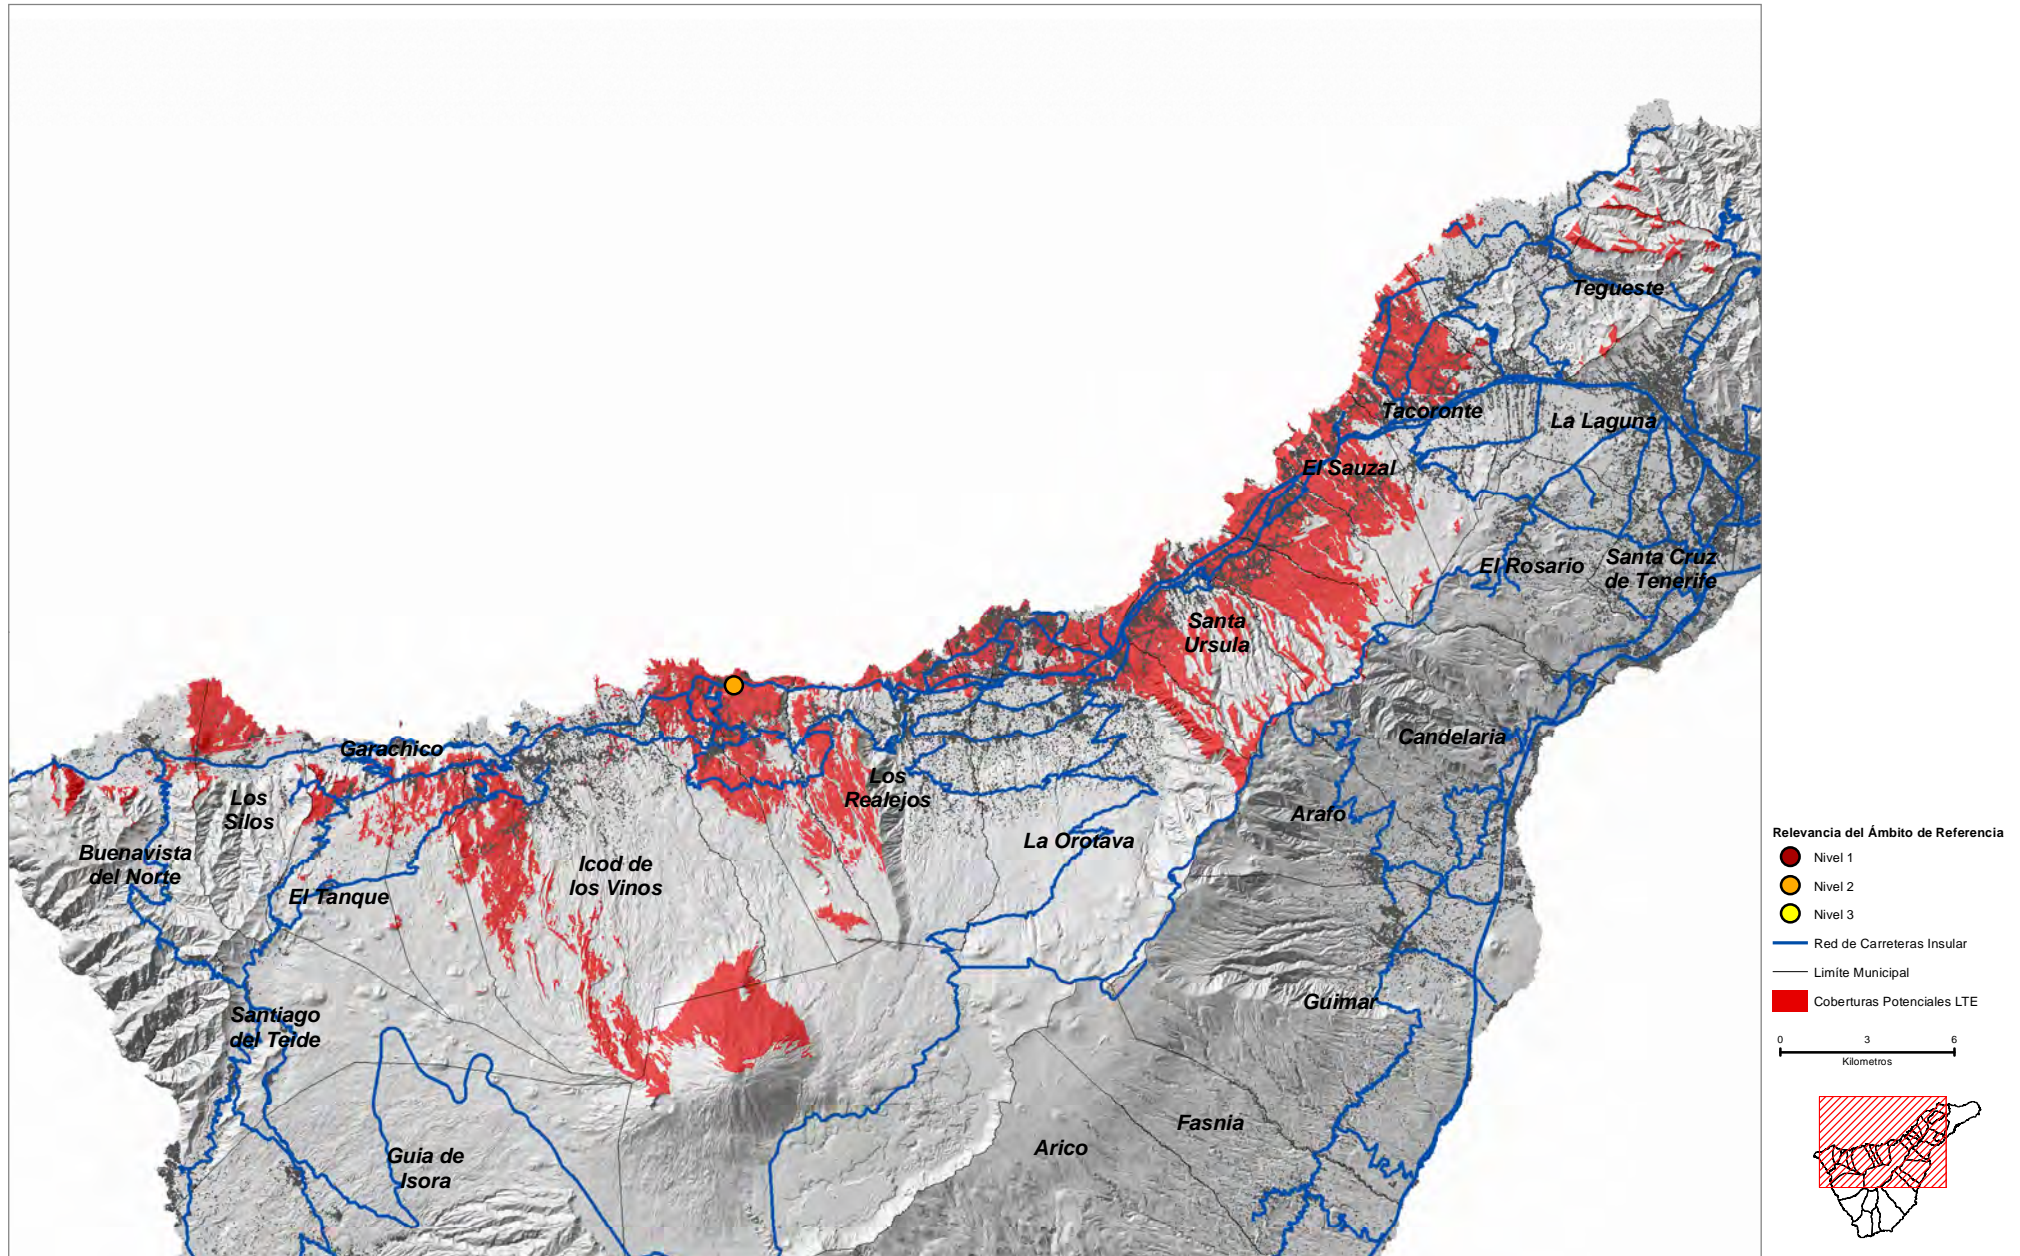 Tegueste
Tacoronte
La Laguna
El Sauzal
El Rosario
Santa Cruz
de Tenerife
Santa
Ursula
Candelaria
Garachico
Los
Realejos
Los
Silos
Arafo
La Orotava
Buenavista
del Norte
Icod de
los Vinos
El Tanque
Guimar
Santiago
del Teide
Fasnia
Arico
Guia de
Isora
Relevancia del Ámbito de Referencia
Nivel 1
Nivel 2
Nivel 3
Red de Carreteras Insular
Limíte Municipal
Coberturas Potenciales LTE
0 3 6
Kilometros